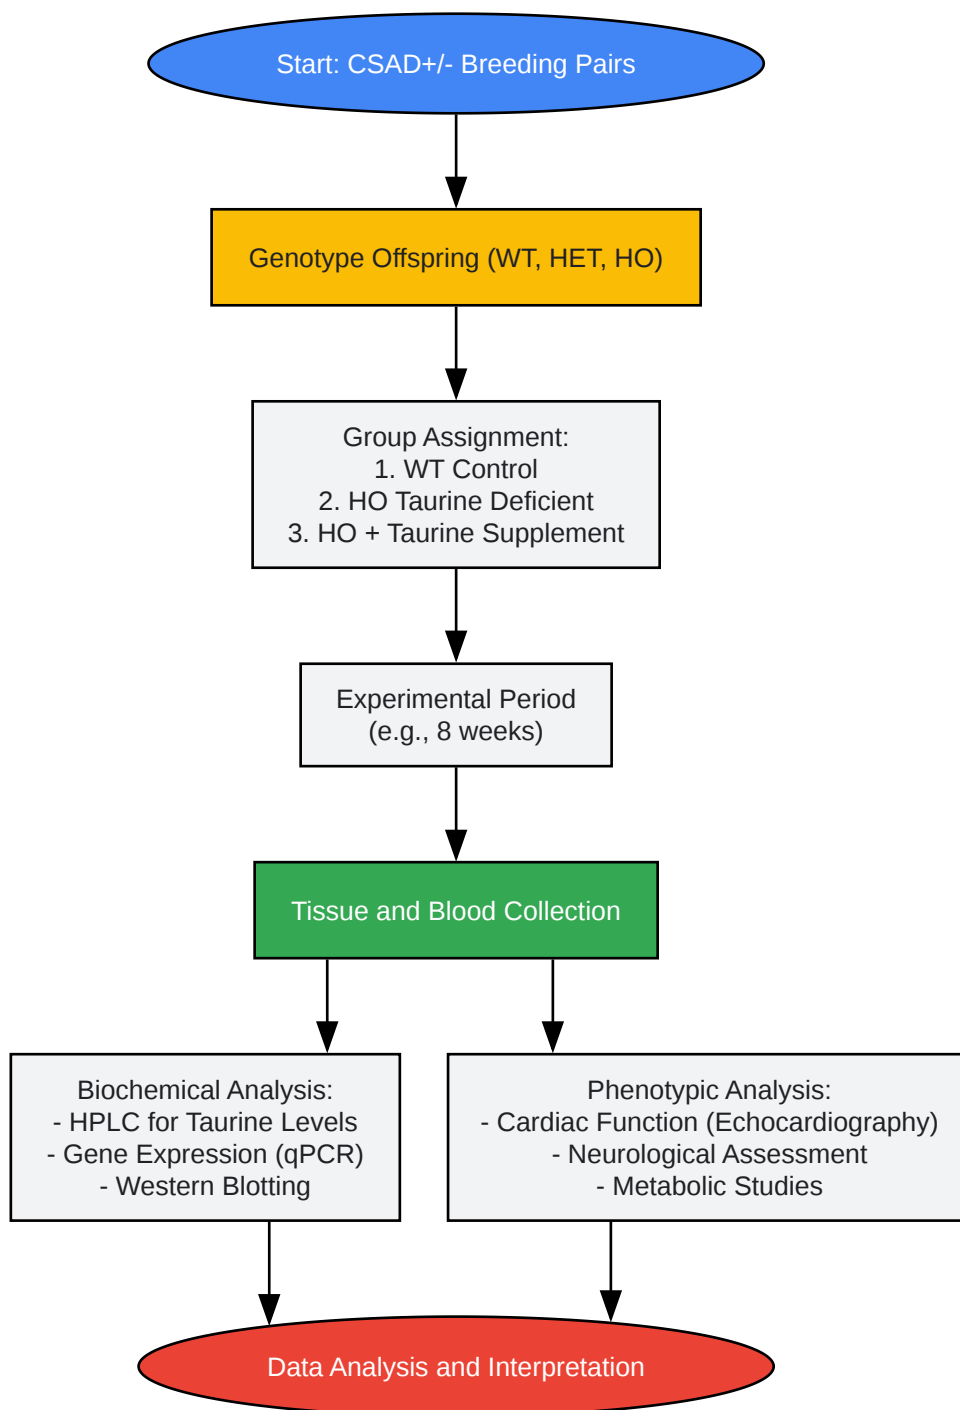 Start: CSAD+/- Breeding Pairs
Genotype Offspring (WT, HET, HO)
Group Assignment:
1. WT Control
2. HO Taurine Deficient
3. HO + Taurine Supplement
Experimental Period
(e.g., 8 weeks)
Tissue and Blood Collection
Biochemical Analysis:
- HPLC for Taurine Levels
- Gene Expression (qPCR)
- Western Blotting
Phenotypic Analysis:
- Cardiac Function (Echocardiography)
- Neurological Assessment
- Metabolic Studies
Data Analysis and Interpretation